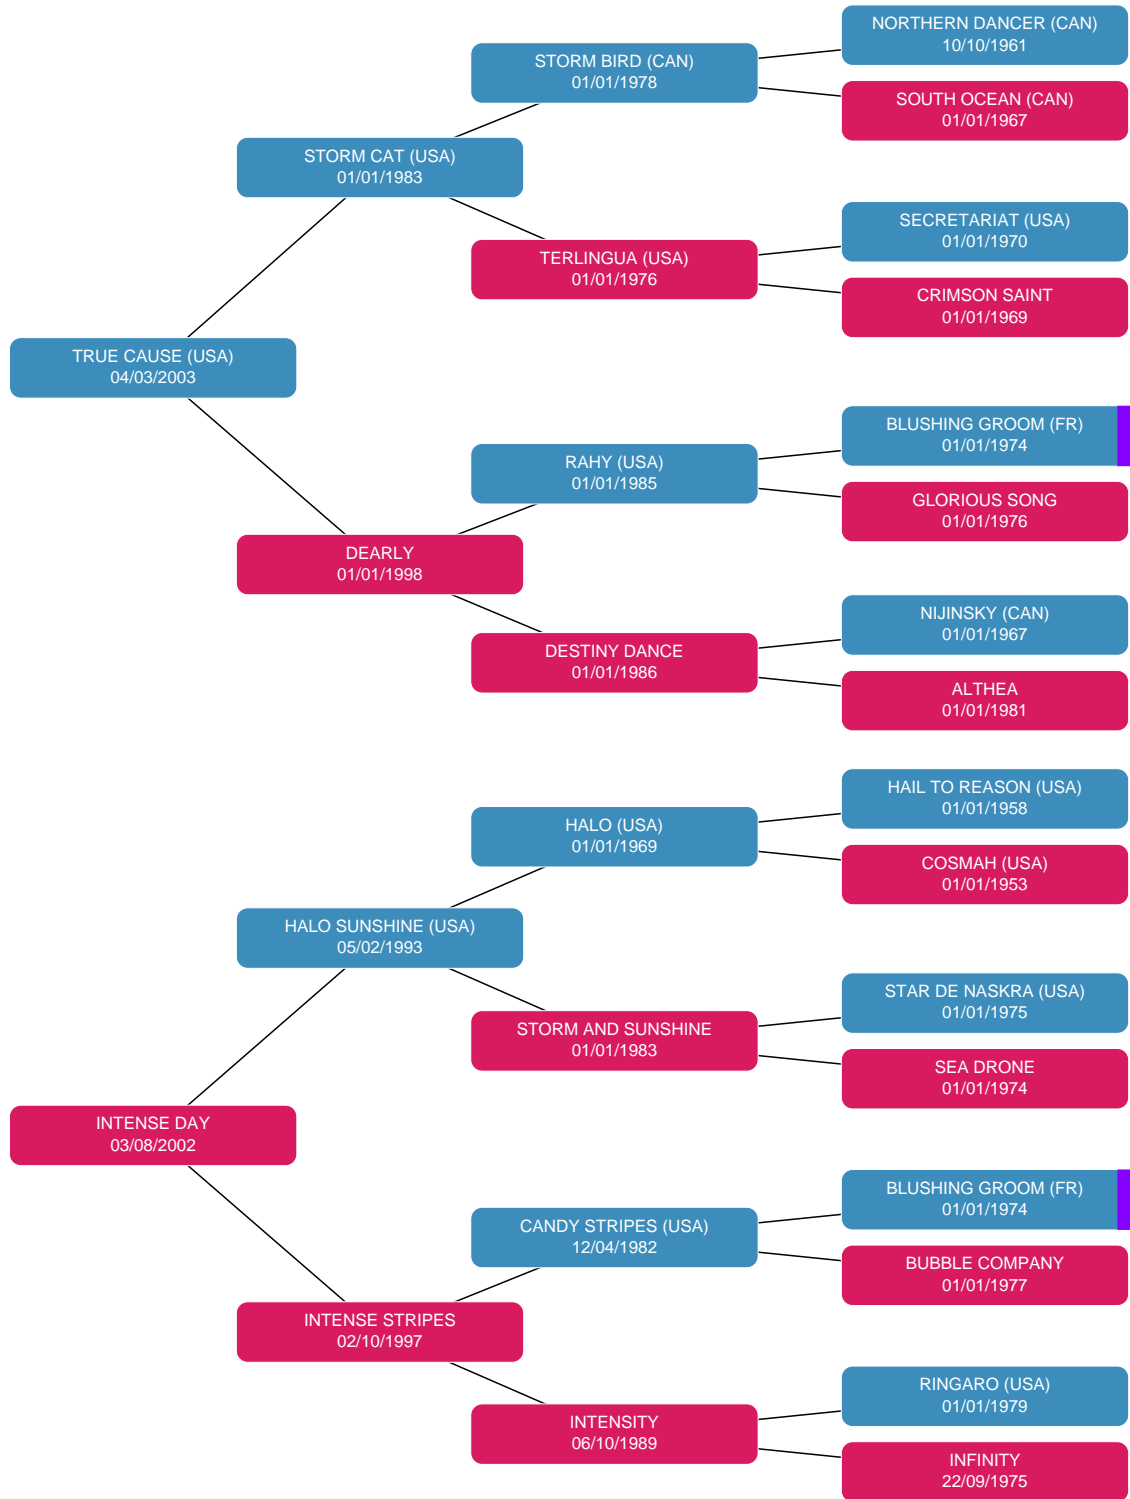 NORTHERN DANCER (CAN)
10/10/1961
STORM BIRD (CAN)
01/01/1978
SOUTH OCEAN (CAN)
01/01/1967
STORM CAT (USA)
01/01/1983
SECRETARIAT (USA)
01/01/1970
TERLINGUA (USA)
01/01/1976
CRIMSON SAINT
01/01/1969
TRUE CAUSE (USA)
04/03/2003
BLUSHING GROOM (FR)
01/01/1974
RAHY (USA)
01/01/1985
GLORIOUS SONG
01/01/1976
DEARLY
01/01/1998
NIJINSKY (CAN)
01/01/1967
DESTINY DANCE
01/01/1986
ALTHEA
01/01/1981
HAIL TO REASON (USA)
01/01/1958
HALO (USA)
01/01/1969
COSMAH (USA)
01/01/1953
HALO SUNSHINE (USA)
05/02/1993
STAR DE NASKRA (USA)
01/01/1975
STORM AND SUNSHINE
01/01/1983
SEA DRONE
01/01/1974
INTENSE DAY
03/08/2002
BLUSHING GROOM (FR)
01/01/1974
CANDY STRIPES (USA)
12/04/1982
BUBBLE COMPANY
01/01/1977
INTENSE STRIPES
02/10/1997
RINGARO (USA)
01/01/1979
INTENSITY
06/10/1989
INFINITY
22/09/1975